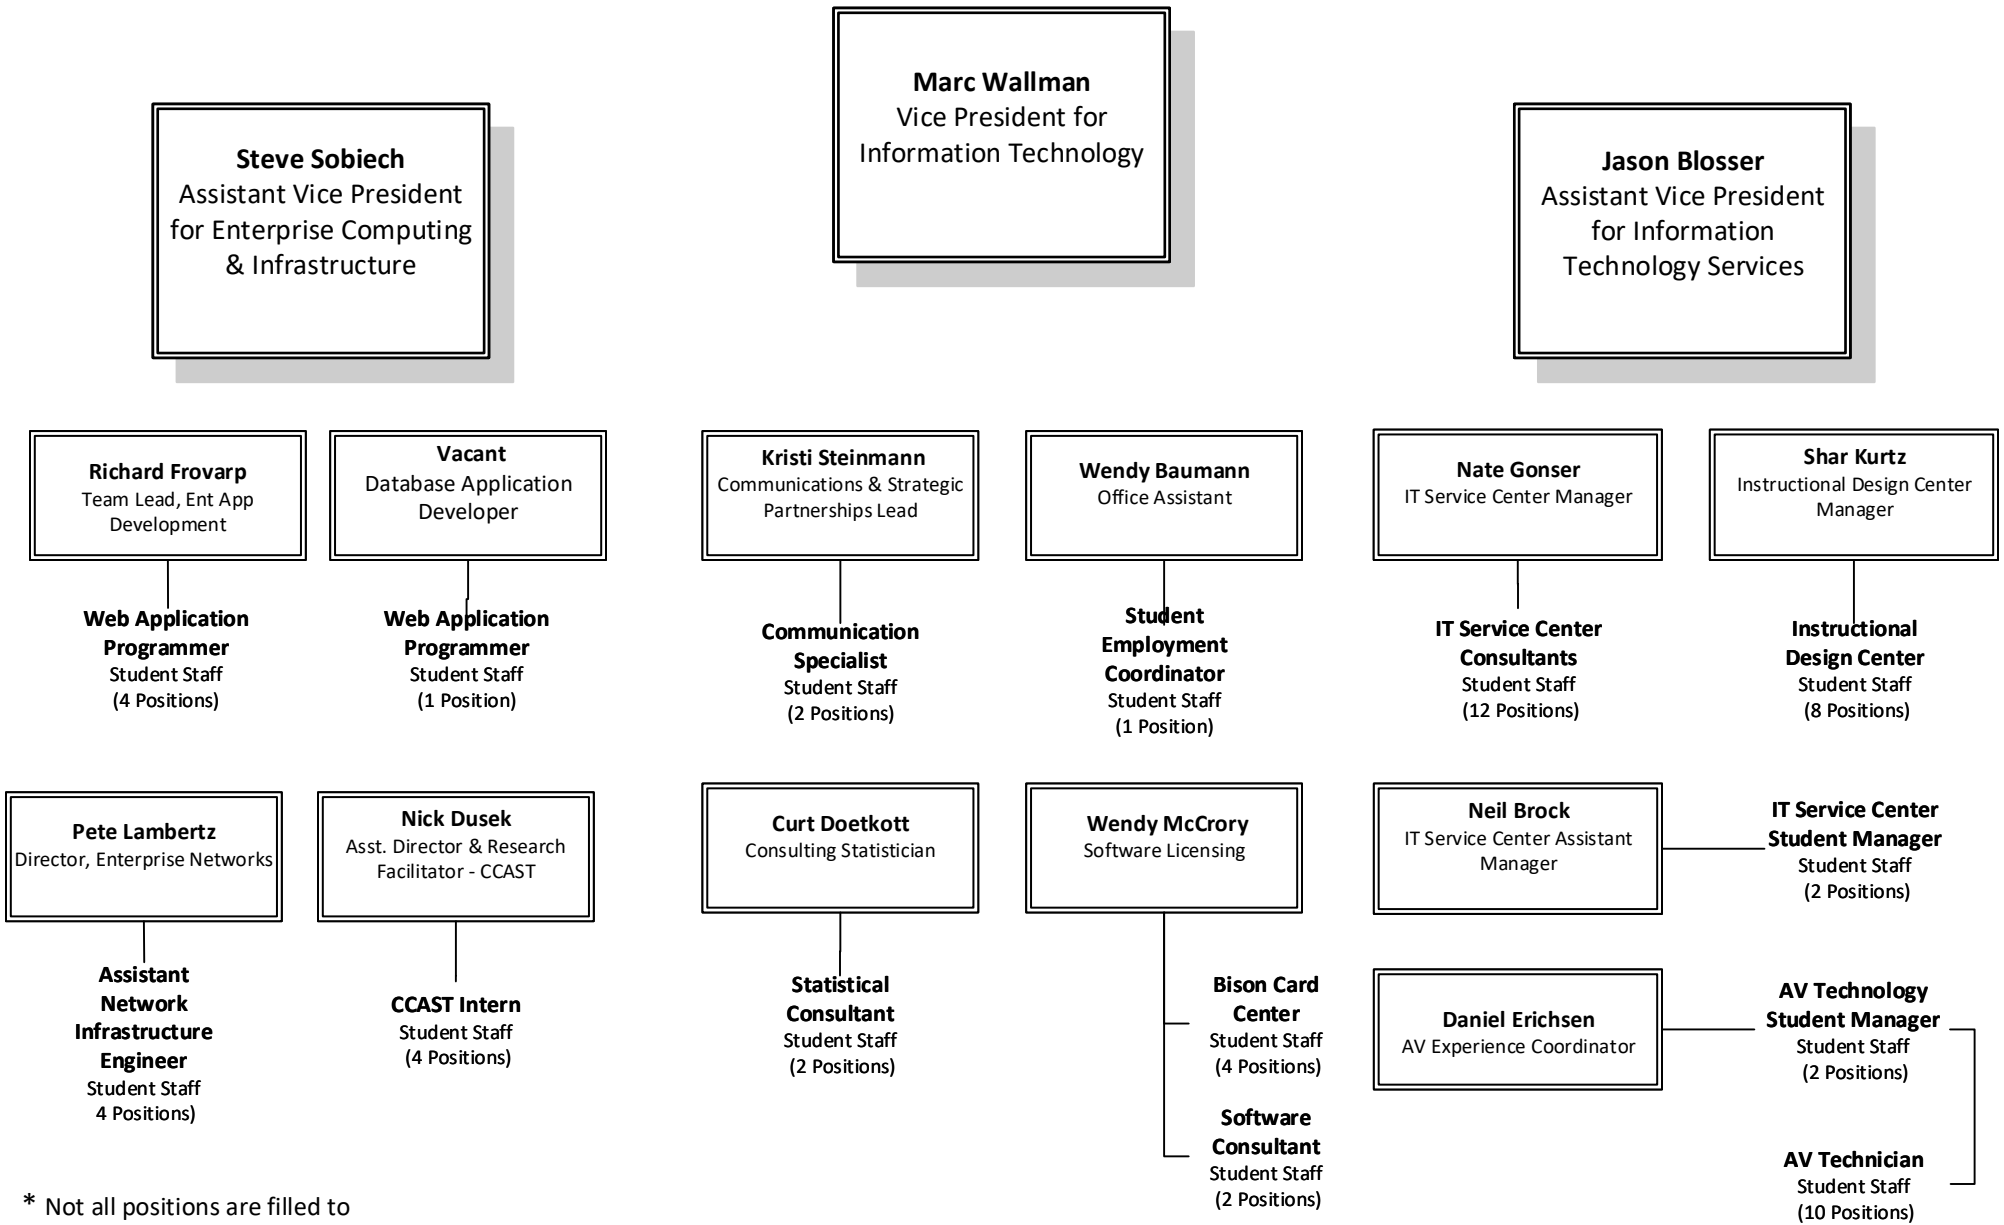 Marc Wallman
Vice President for
Information Technology
Steve Sobiech
Assistant Vice President
for Enterprise Computing
& Infrastructure
Jason Blosser
Assistant Vice President
for Information
Technology Services
Richard Frovarp
Team Lead, Ent App
Development
Web Application
Programmer
Student Staff
(4 Positions)
Vacant
Database Application
Developer
Web Application
Programmer
Student Staff
(1 Position)
Kristi Steinmann
Communications & Strategic
Partnerships Lead
Communication
Specialist
Student Staff
(2 Positions)
Wendy Baumann
Office Assistant
Student
Employment
Coordinator
Student Staff
(1 Position)
Nate Gonser
IT Service Center Manager
IT Service Center
Consultants
Student Staff
(12 Positions)
Shar Kurtz
Instructional Design Center
Manager
Instructional
Design Center
Student Staff
(8 Positions)
Pete Lambertz
Director, Enterprise Networks
Assistant
Network
Infrastructure
Engineer
Student Staff
4 Positions)
Nick Dusek
Asst. Director & Research
Facilitator - CCAST
CCAST Intern
Student Staff
(4 Positions)
Curt Doetkott
Consulting Statistician
Statistical
Consultant
Student Staff
(2 Positions)
Wendy McCrory
Software Licensing
Bison Card
Center
Student Staff
(4 Positions)
Software
Consultant
Student Staff
(2 Positions)
Neil Brock
IT Service Center Assistant
Manager
IT Service Center
Student Manager
Student Staff
(2 Positions)
Daniel Erichsen
AV Experience Coordinator
AV Technology
Student Manager
Student Staff
(2 Positions)
AV Technician
Student Staff
(10 Positions)
* Not all positions are filled to